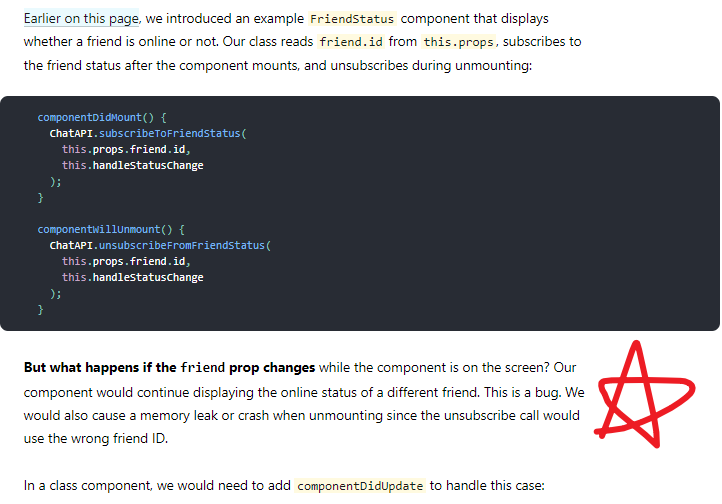 Earlier on this page, we introduced an example FriendStatus component that displays
whether a friend is online or not. Our class reads friend.id from this.props, subscribes to
the friend status after the component mounts, and unsubscribes during unmounting:
componentDidMount() {
ChatAPI.subscribeToFriendStatus(
this.props.friend.id,
this.handleStatusChange
);
}
componentWillUnmount() {
ChatAPI.unsubscribeFromFriendStatus(
this.props.friend.id,
this.handleStatusChange
);
}
But what happens if the friend prop changes while the component is on the screen? Our
component would continue displaying the online status of a different friend. This is a bug. We
would also cause a memory leak or crash when unmounting since the unsubscribe call would
use the wrong friend ID.
In a class component, we would need to add componentDidUpdate to handle this case: